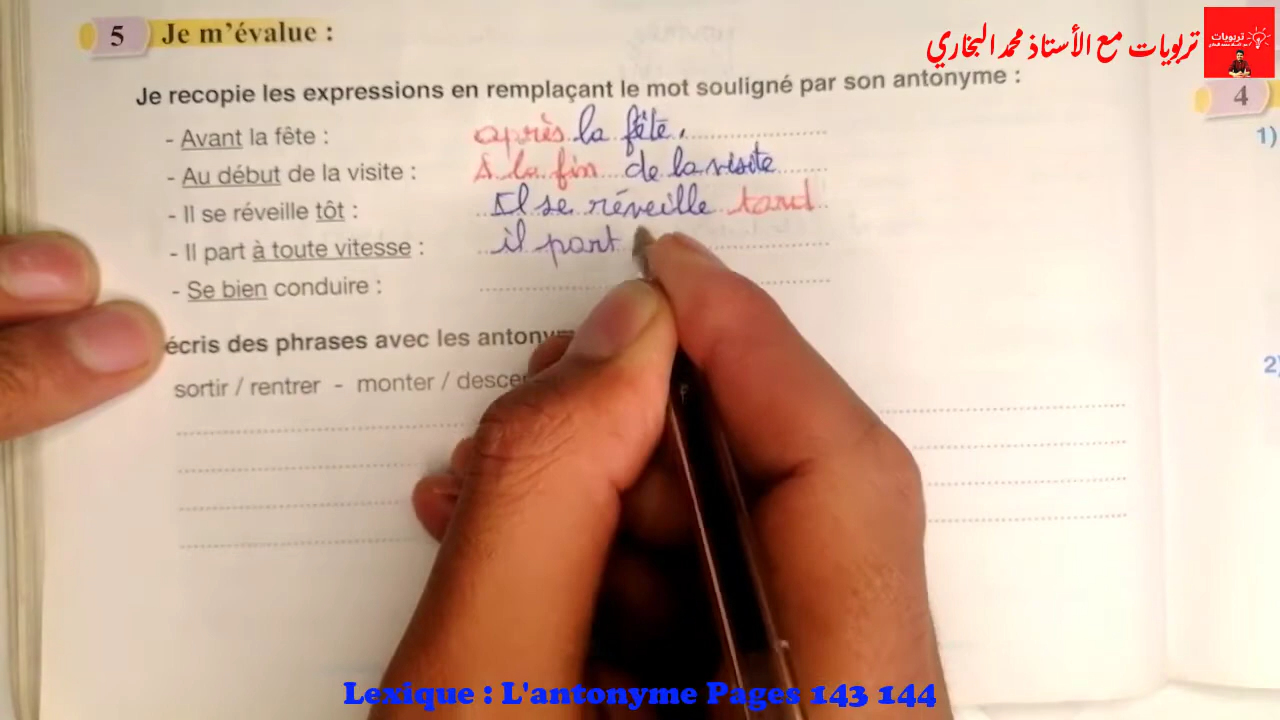 5 Je m'évalue :
تربويات مع الأستاذ محمد البخاري
تربويات
Je recopie les expressions en remplaçant le mot souligné par son antonyme :
4
- Avant la fête : après la fête.
1)
- Au début de la visite : À la fin de la visite
- Il se réveille tôt : Il se réveille tard
- Il part à toute vitesse : il part
- Se bien conduire :
écris des phrases avec les
2)
sortir / rentrer - monter /
Lexique : L'antonyme Pages 143 144